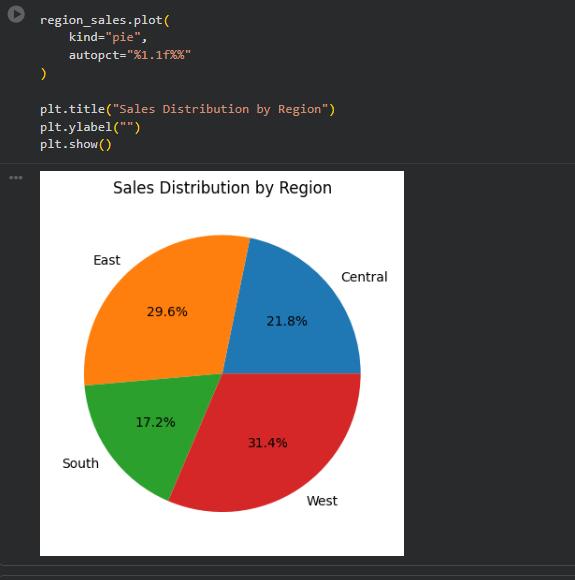 region_sales.plot(
    kind="pie",
    autopct="%1.1f%%"
)
plt.title("Sales Distribution by Region")
plt.ylabel("")
plt.show()
Sales Distribution by Region
East
Central
29.6%
21.8%
17.2%
31.4%
South
West